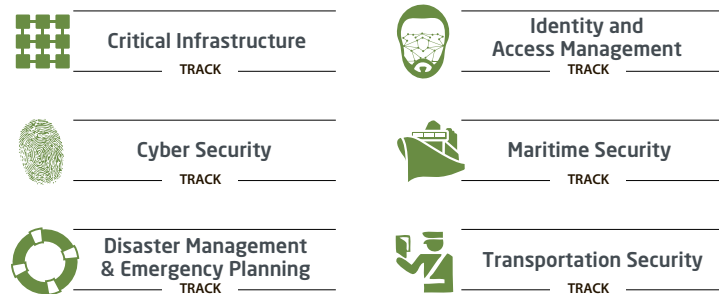 Critical Infrastructure
TRACK
Identity and
Access Management
TRACK
Cyber Security
TRACK
Maritime Security
TRACK
Disaster Management
& Emergency Planning
TRACK
Transportation Security
TRACK